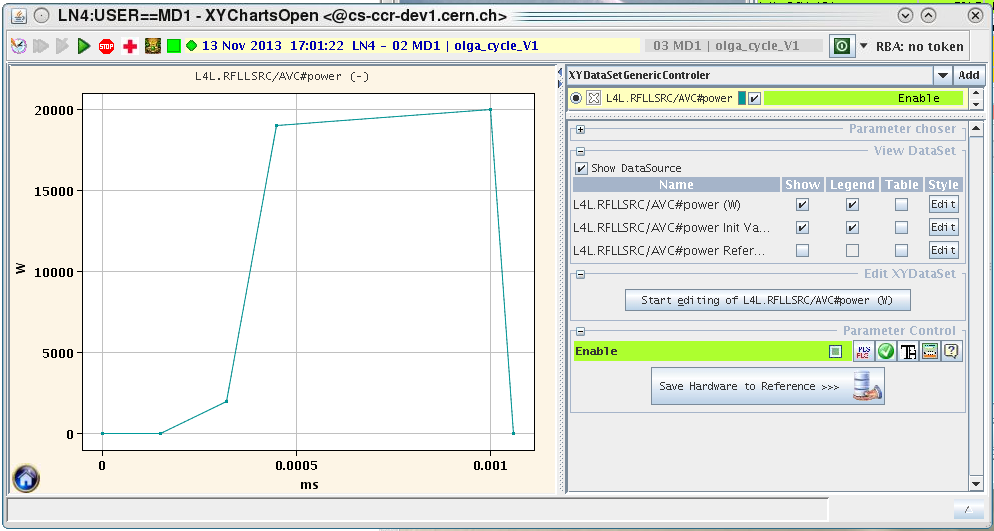 LN4:USER==MD1 - XYChartsOpen <@cs-ccr-dev1.cern.ch>
STOP 13 Nov 2013 17:01:22 LN4 - 02 MD1 | olga_cycle_V1 03 MD1 | olga_cycle_V1 RBA: no token
L4L.RFLLSRC/AVC#power (-)
20000
15000
10000
5000
0
W
0 0.0005 0.001
ms
XYDataSetGenericControler Add
L4L.RFLLSRC/AVC#power Enable
Parameter choser
View DataSet
Show DataSource
Name Show Legend Table Style
L4L.RFLLSRC/AVC#power (W) Edit
L4L.RFLLSRC/AVC#power Init Va... Edit
L4L.RFLLSRC/AVC#power Refer... Edit
Edit XYDataSet
Start editing of L4L.RFLLSRC/AVC#power (W)
Parameter Control
Enable
Save Hardware to Reference >>>